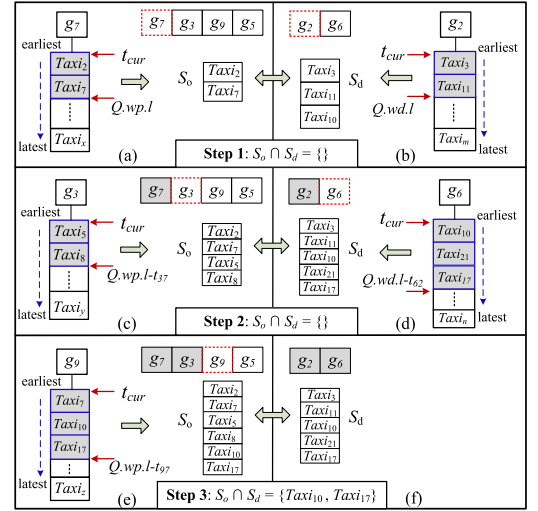 g7
g7 g3 g9 g5
g2 g6
g2
earliest
tcur
Taxi2
Taxi7
Taxix
Q.wp.l
latest
(a)
So
Taxi2
Taxi7
Sd
Taxi3
Taxi11
Taxi10
tcur
Q.wd.l
earliest
Taxi3
Taxi11
Taxim
latest
(b)
Step 1: So ∩ Sd = {}
g3
g7 g3 g9 g5
g2 g6
g6
earliest
tcur
Taxi5
Taxi8
Taxiy
Q.wp.l-t37
latest
(c)
So
Taxi2
Taxi7
Taxi5
Taxi8
Sd
Taxi3
Taxi11
Taxi10
Taxi21
Taxi17
tcur
Q.wd.l-t62
earliest
Taxi10
Taxi21
Taxi17
Taxin
latest
(d)
Step 2: So ∩ Sd = {}
g9
g7 g3 g9 g5
g2 g6
earliest
tcur
Taxi7
Taxi10
Taxi17
Taxiz
Q.wp.l-t97
latest
(e)
So
Taxi2
Taxi7
Taxi5
Taxi8
Taxi10
Taxi17
Sd
Taxi3
Taxi11
Taxi10
Taxi21
Taxi17
(f)
Step 3: So ∩ Sd = {Taxi10, Taxi17}